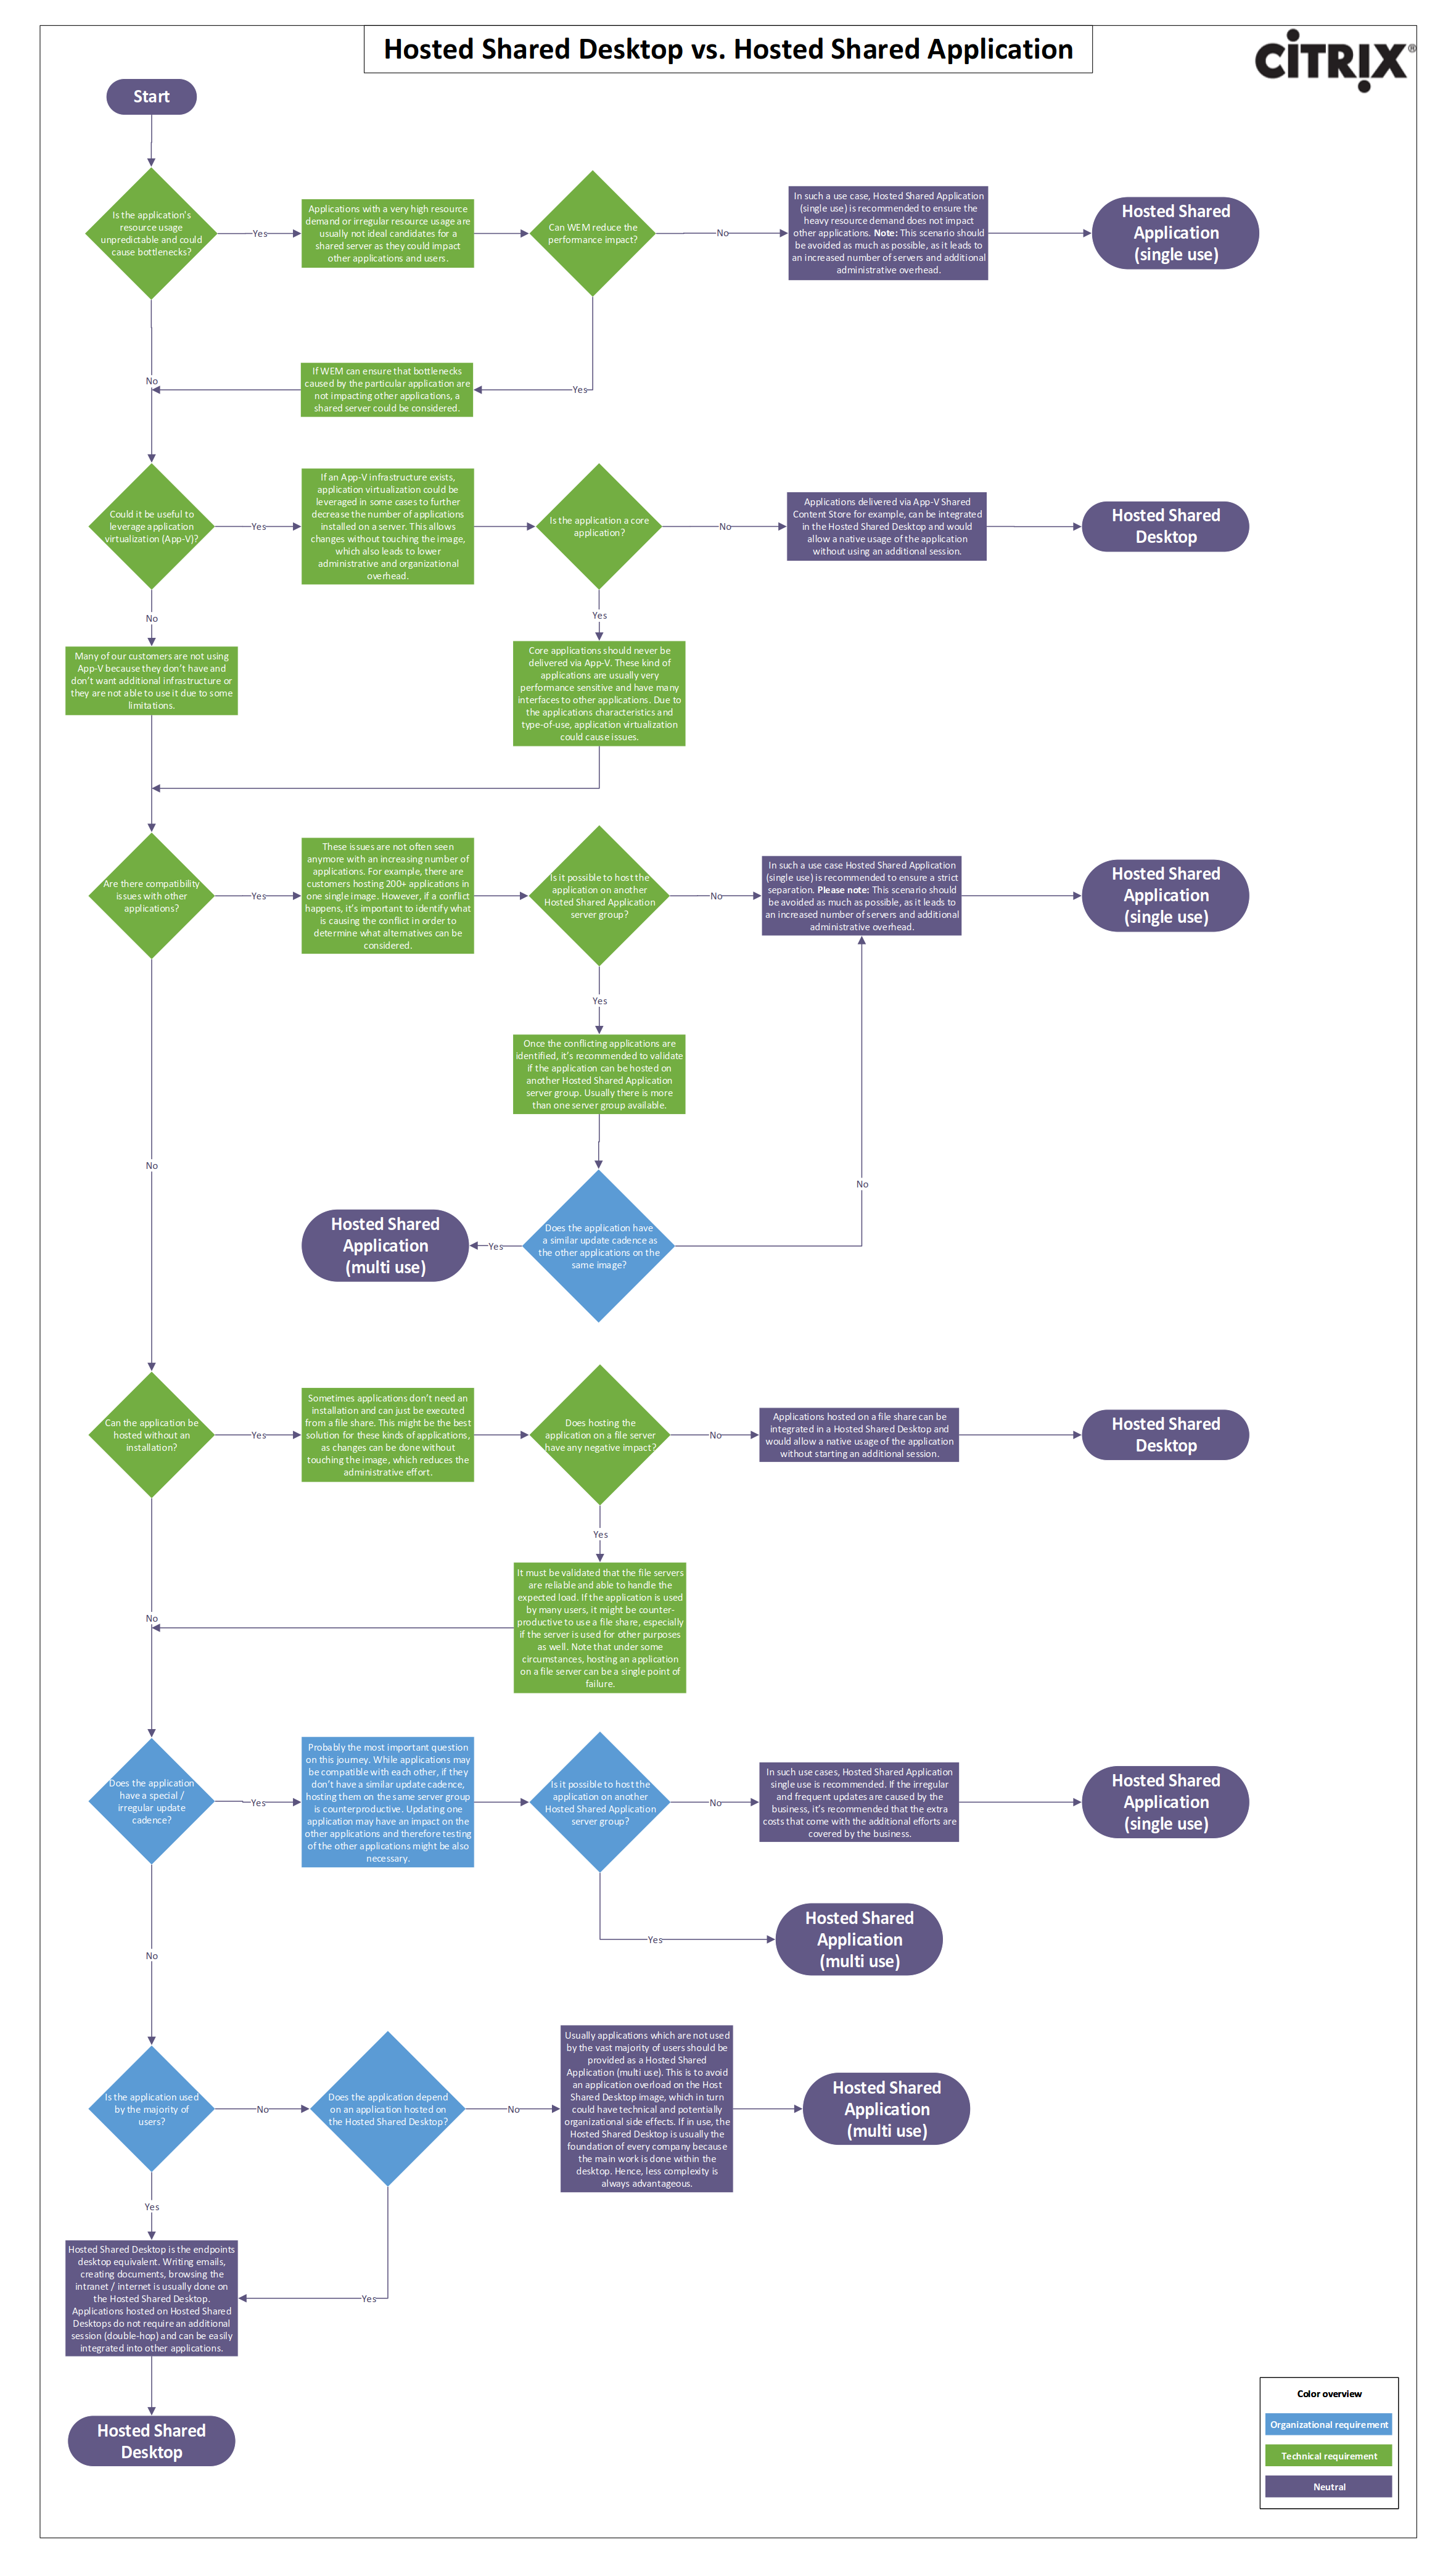 Hosted Shared Desktop vs. Hosted Shared Application
CİTRIX®
Start
Is the application's
resource usage
unpredictable and could
cause bottlenecks?
Yes
Applications with a very high resource
demand or irregular resource usage are
usually not ideal candidates for a
shared server as they could impact
other applications and users.
Can WEM reduce the
performance impact?
No
In such a use case, Hosted Shared Application
(single use) is recommended to ensure the
heavy resource demand does not impact
other applications. Note: This scenario should
be avoided as much as possible, as it leads to
an increased number of servers and additional
administrative overhead.
Hosted Shared
Application
(single use)
No
If WEM can ensure that bottlenecks
caused by the particular application are
not impacting other applications, a
shared server could be considered.
Yes
Could it be useful to
leverage application
virtualization (App-V)?
Yes
If an App-V infrastructure exists,
application virtualization could be
leveraged in some cases to further
decrease the number of applications
installed on a server. This allows
changes without touching the image,
which also leads to lower
administrative and organizational
overhead.
Is the application a core
application?
No
Applications delivered via App-V Shared
Content Store for example, can be integrated
in the Hosted Shared Desktop and would
allow a native usage of the application
without using an additional session.
Hosted Shared
Desktop
No
Yes
Many of our customers are not using
App-V because they don't have and
don't want additional infrastructure or
they are not able to use it due to some
limitations.
Core applications should never be
delivered via App-V. These kind of
applications are usually very
performance sensitive and have many
interfaces to other applications. Due to
the applications characteristics and
type-of-use, application virtualization
could cause issues.
Are there compatibility
issues with other
applications?
Yes
These issues are not often seen
anymore with an increasing number of
applications. For example, there are
customers hosting 200+ applications in
one single image. However, if a conflict
happens, it's important to identify what
is causing the conflict in order to
determine what alternatives can be
considered.
Is it possible to host the
application on another
Hosted Shared Application
server group?
No
In such a use case Hosted Shared Application
(single use) is recommended to ensure a strict
separation. Please note: This scenario should
be avoided as much as possible, as it leads to
an increased number of servers and additional
administrative overhead.
Hosted Shared
Application
(single use)
Yes
Once the conflicting applications are
identified, it's recommended to validate
if the application can be hosted on
another Hosted Shared Application
server group. Usually there is more
than one server group available.
No
No
Hosted Shared
Application
(multi use)
Yes
Does the application have
a similar update cadence as
the other applications on the
same image?
Can the application be
hosted without an
installation?
Yes
Sometimes applications don't need an
installation and can just be executed
from a file share. This might be the best
solution for these kinds of applications,
as changes can be done without
touching the image, which reduces the
administrative effort.
Does hosting the
application on a file server
have any negative impact?
No
Applications hosted on a file share can be
integrated in a Hosted Shared Desktop and
would allow a native usage of the application
without starting an additional session.
Hosted Shared
Desktop
Yes
It must be validated that the file servers
are reliable and able to handle the
expected load. If the application is used
by many users, it might be counter-
productive to use a file share, especially
if the server is used for other purposes
as well. Note that under some
circumstances, hosting an application
on a file server can be a single point of
failure.
No
Does the application
have a special /
irregular update
cadence?
Yes
Probably the most important question
on this journey. While applications may
be compatible with each other, if they
don't have a similar update cadence,
hosting them on the same server group
is counterproductive. Updating one
application may have an impact on the
other applications and therefore testing
of the other applications might be also
necessary.
Is it possible to host the
application on another
Hosted Shared Application
server group?
No
In such use cases, Hosted Shared Application
single use is recommended. If the irregular
and frequent updates are caused by the
business, it's recommended that the extra
costs that come with the additional efforts are
covered by the business.
Hosted Shared
Application
(single use)
Yes
Hosted Shared
Application
(multi use)
No
Is the application used
by the majority of
users?
No
Does the application depend
on an application hosted on
the Hosted Shared Desktop?
No
Usually applications which are not used
by the vast majority of users should be
provided as a Hosted Shared
Application (multi use). This is to avoid
an application overload on the Host
Shared Desktop image, which in turn
could have technical and potentially
organizational side effects. If in use, the
Hosted Shared Desktop is usually the
foundation of every company because
the main work is done within the
desktop. Hence, less complexity is
always advantageous.
Hosted Shared
Application
(multi use)
Yes
Hosted Shared Desktop is the endpoints
desktop equivalent. Writing emails,
creating documents, browsing the
intranet / internet is usually done on
the Hosted Shared Desktop.
Applications hosted on Hosted Shared
Desktops do not require an additional
session (double-hop) and can be easily
integrated into other applications.
Yes
Hosted Shared
Desktop
Color overview
Organizational requirement
Technical requirement
Neutral